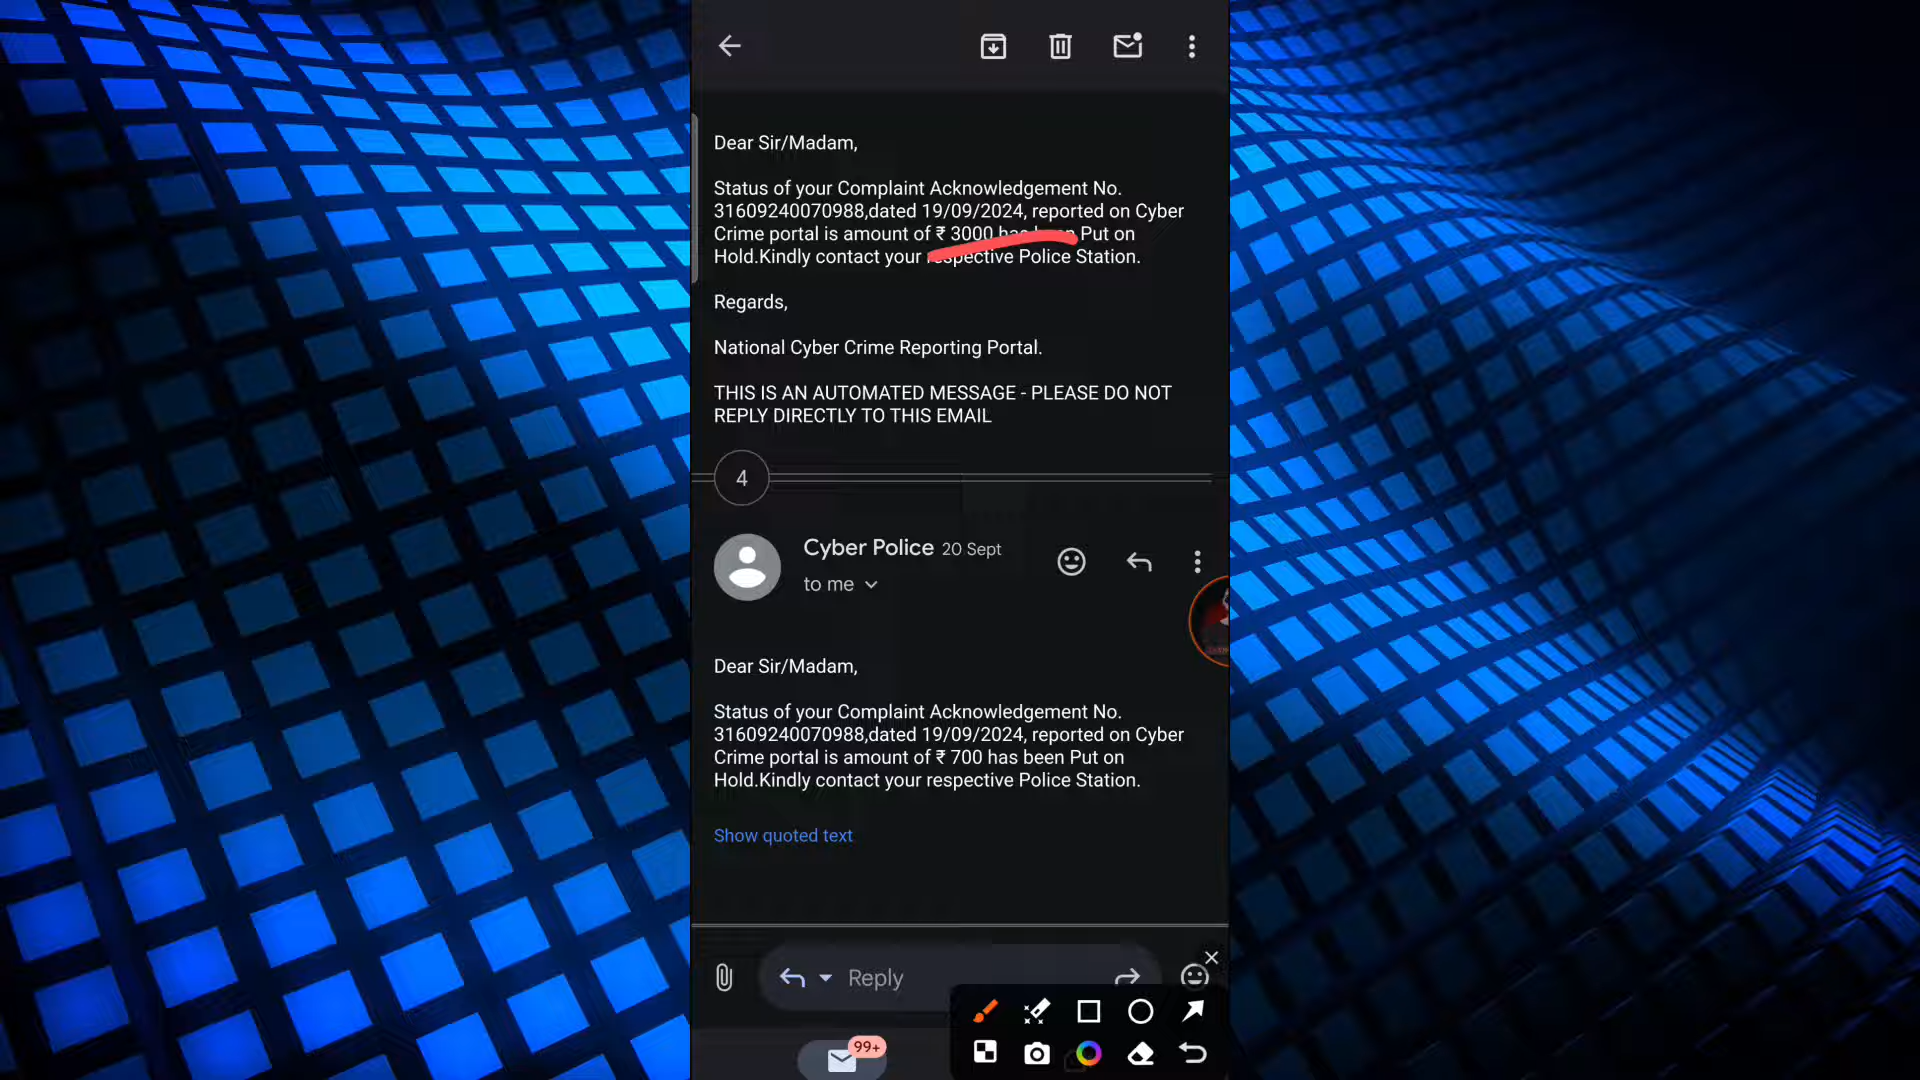 Dear Sir/Madam,
Status of your Complaint Acknowledgement No.
31609240070988,dated 19/09/2024, reported on Cyber
Crime portal is amount of ₹ 3000 has been Put on
Hold.Kindly contact your respective Police Station.
Regards,
National Cyber Crime Reporting Portal.
THIS IS AN AUTOMATED MESSAGE - PLEASE DO NOT
REPLY DIRECTLY TO THIS EMAIL
4
Cyber Police 20 Sept
to me
Dear Sir/Madam,
Status of your Complaint Acknowledgement No.
31609240070988,dated 19/09/2024, reported on Cyber
Crime portal is amount of ₹ 700 has been Put on
Hold.Kindly contact your respective Police Station.
Show quoted text
Reply
99+